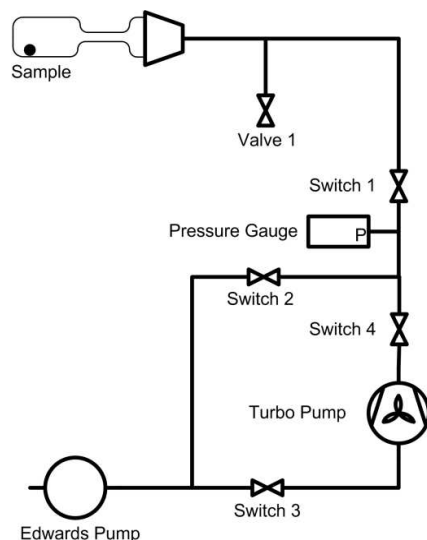 Sample
Valve 1
Switch 1
Pressure Gauge
P
Switch 2
Switch 4
Turbo Pump
Switch 3
Edwards Pump